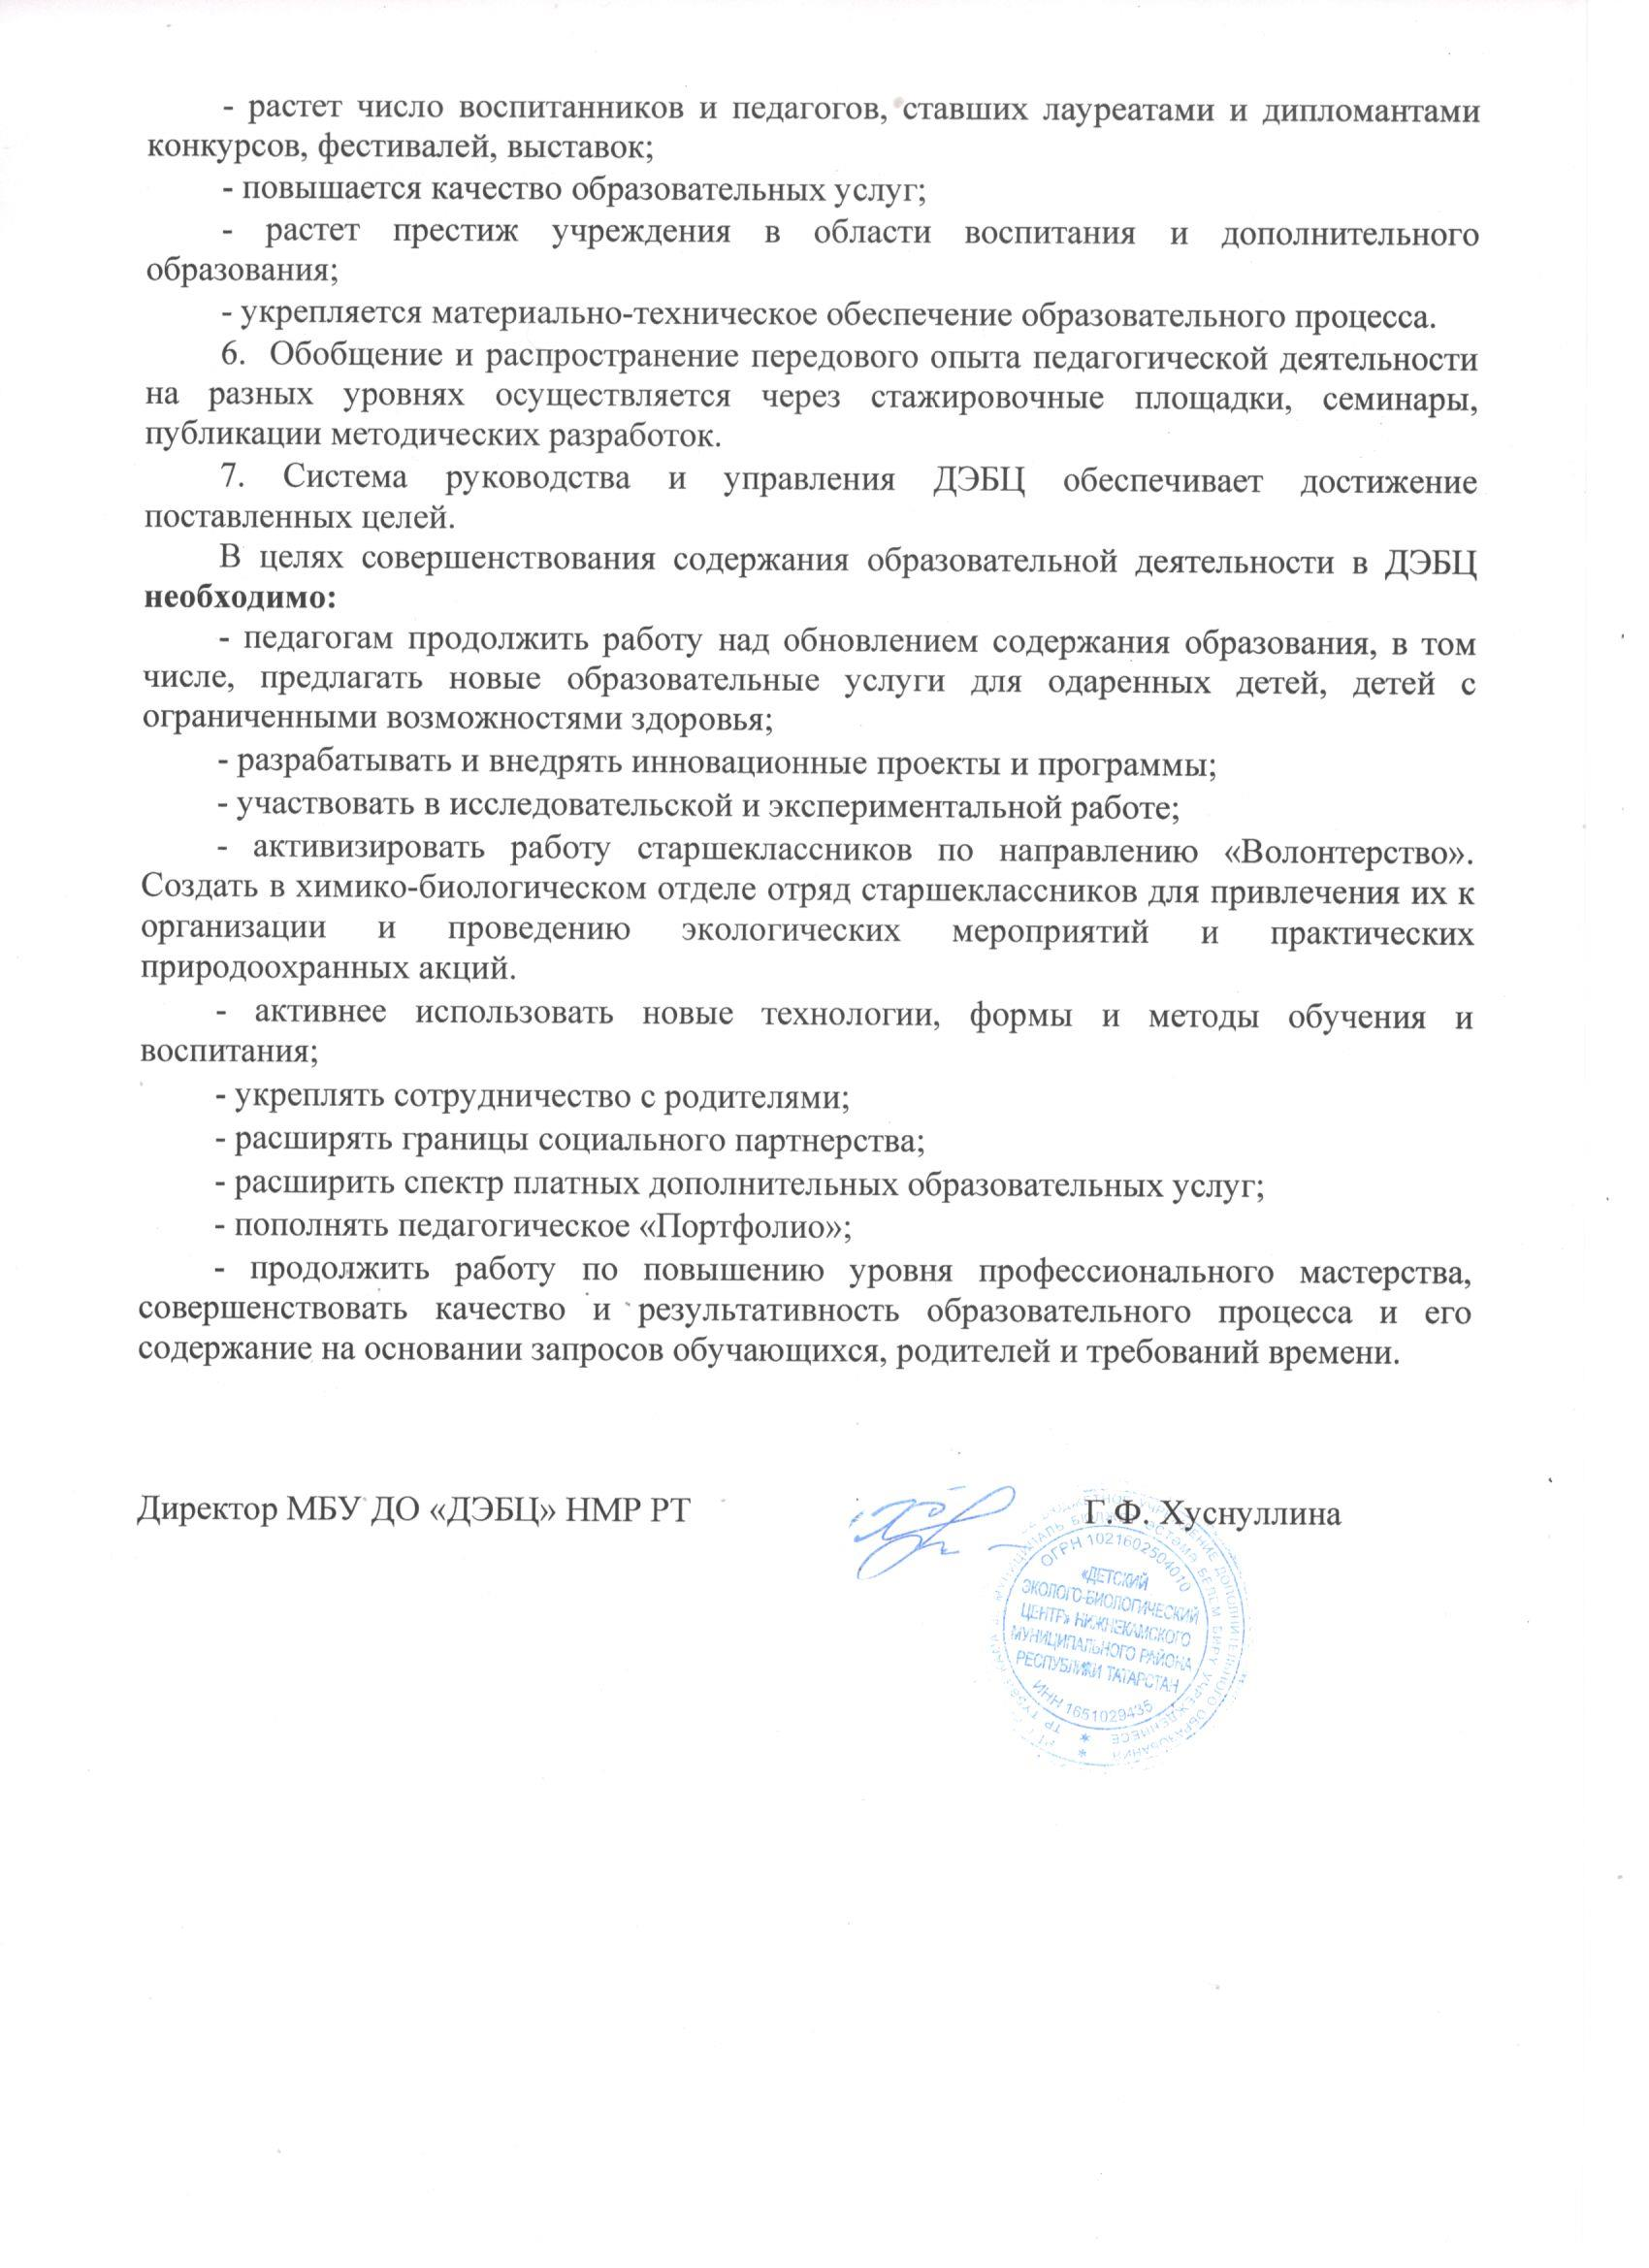 - растет число воспитанников и педагогов, ставших лауреатами и дипломантами
конкурсов, фестивалей, выставок;
- повышается качество образовательных услуг;
- растет престиж учреждения в области воспитания и дополнительного
образования;
- укрепляется материально-техническое обеспечение образовательного процесса.
6. Обобщение и распространение передового опыта педагогической деятельности
на разных уровнях осуществляется через стажировочные площадки, семинары,
публикации методических разработок.
7. Система руководства и управления ДЭБЦ обеспечивает достижение
поставленных целей.
В целях совершенствования содержания образовательной деятельности в ДЭБЦ
необходимо:
- педагогам продолжить работу над обновлением содержания образования, в том
числе, предлагать новые образовательные услуги для одаренных детей, детей с
ограниченными возможностями здоровья;
- разрабатывать и внедрять инновационные проекты и программы;
- участвовать в исследовательской и экспериментальной работе;
- активизировать работу старшеклассников по направлению «Волонтерство».
Создать в химико-биологическом отделе отряд старшеклассников для привлечения их к
организации и проведению экологических мероприятий и практических
природоохранных акций.
- активнее использовать новые технологии, формы и методы обучения и
воспитания;
- укреплять сотрудничество с родителями;
- расширять границы социального партнерства;
- расширить спектр платных дополнительных образовательных услуг;
- пополнять педагогическое «Портфолио»;
- продолжить работу по повышению уровня профессионального мастерства,
совершенствовать качество и результативность образовательного процесса и его
содержание на основании запросов обучающихся, родителей и требований времени.
Директор МБУ ДО «ДЭБЦ» НМР РТ Г.Ф. Хуснуллина
ОГРН 1021602504010
«ДЕТСКИЙ
ЭКОЛОГО-БИОЛОГИЧЕСКИЙ
ЦЕНТР» НИЖНЕКАМСКОГО
МУНИЦИПАЛЬНОГО РАЙОНА
РЕСПУБЛИКИ ТАТАРСТАН
ИНН 1651029435